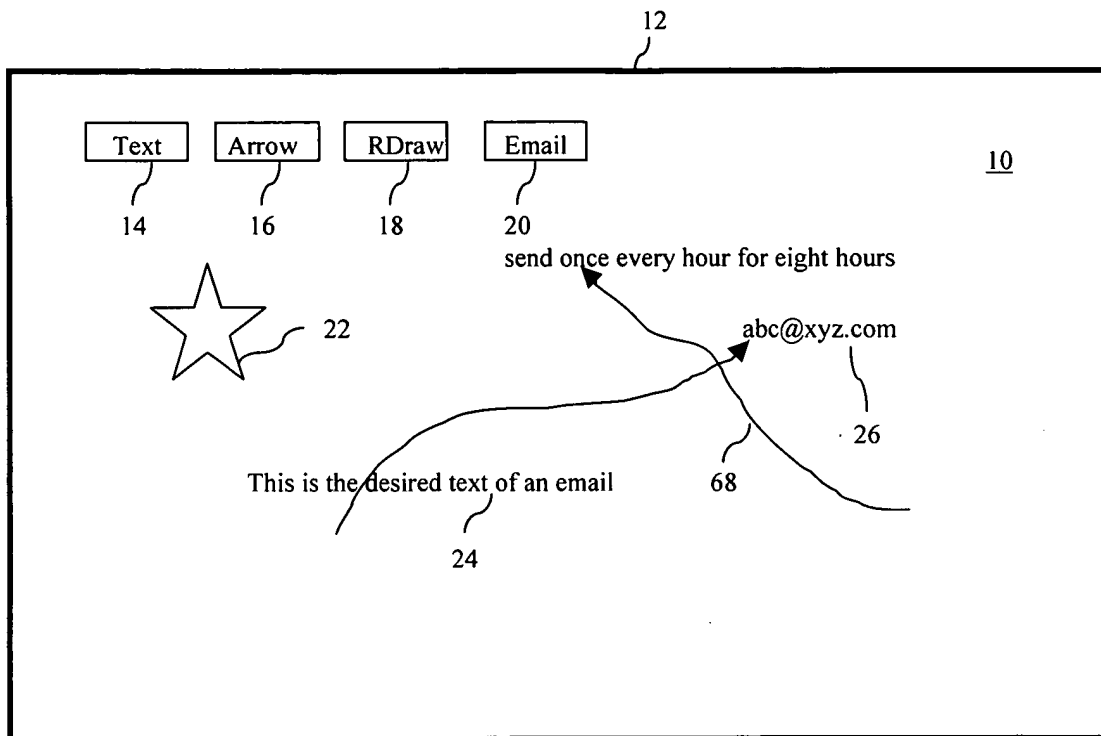 12
Text Arrow RDraw Email
10
14 16 18 20
send once every hour for eight hours
22
abc@xyz.com
26
This is the desired text of an email
68
24